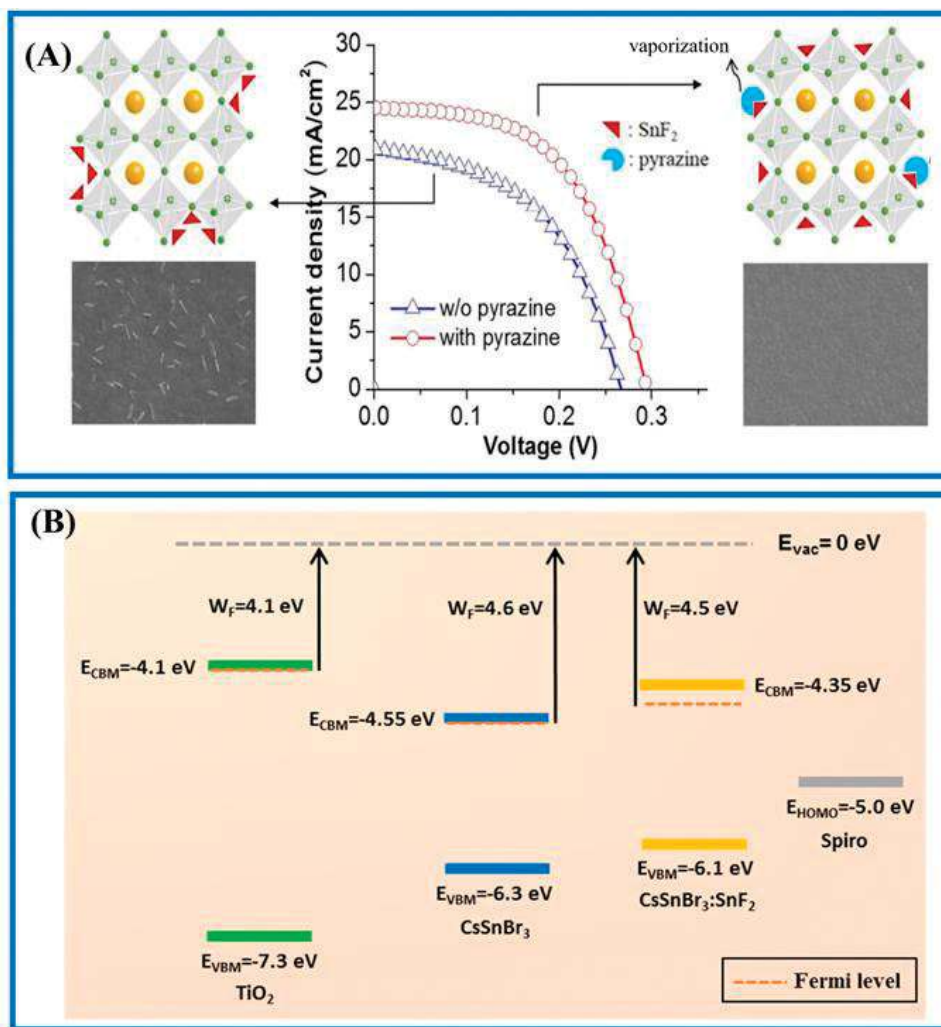 (A)
Current density (mA/cm²)
30
25
20
15
10
5
0
0.0 0.1 0.2 0.3
Voltage (V)
w/o pyrazine
with pyrazine
vaporization
: SnF₂
: pyrazine
(B)
Eᵥₐc= 0 eV
W_F=4.1 eV
W_F=4.6 eV
W_F=4.5 eV
E_CBM=-4.1 eV
E_CBM=-4.55 eV
E_CBM=-4.35 eV
E_HOMO=-5.0 eV
Spiro
E_VBM=-6.1 eV
CsSnBr₃:SnF₂
E_VBM=-6.3 eV
CsSnBr₃
E_VBM=-7.3 eV
TiO₂
Fermi level